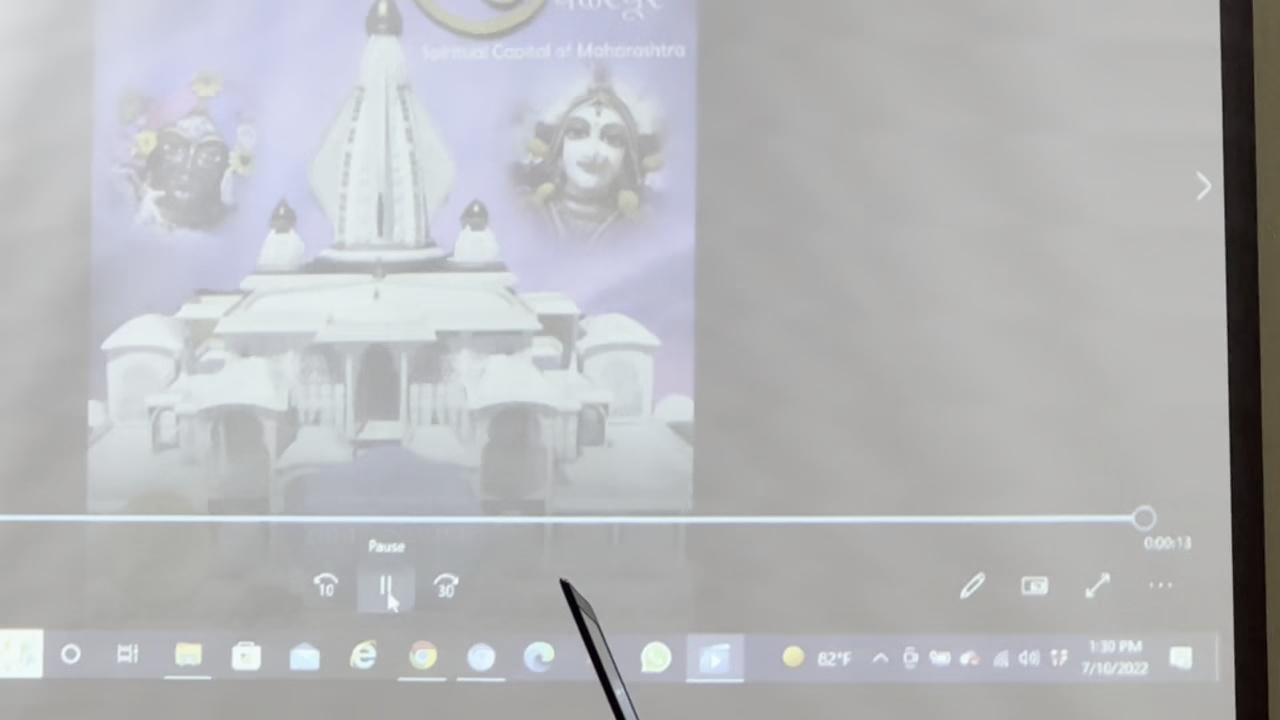 Spiritual Capital of Maharashtra
0:00:13
Pause
10
30
82°F
1:30 PM
7/10/2022